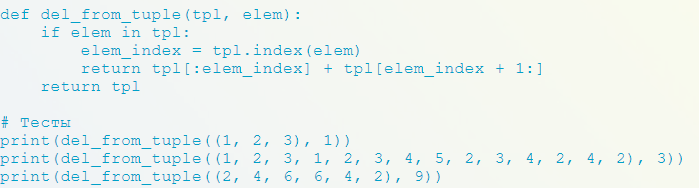 def del_from_tuple(tpl, elem):
    if elem in tpl:
        elem_index = tpl.index(elem)
        return tpl[:elem_index] + tpl[elem_index + 1:]
    return tpl

# Тесты
print(del_from_tuple((1, 2, 3), 1))
print(del_from_tuple((1, 2, 3, 1, 2, 3, 4, 5, 2, 3, 4, 2, 4, 2), 3))
print(del_from_tuple((2, 4, 6, 6, 4, 2), 9))